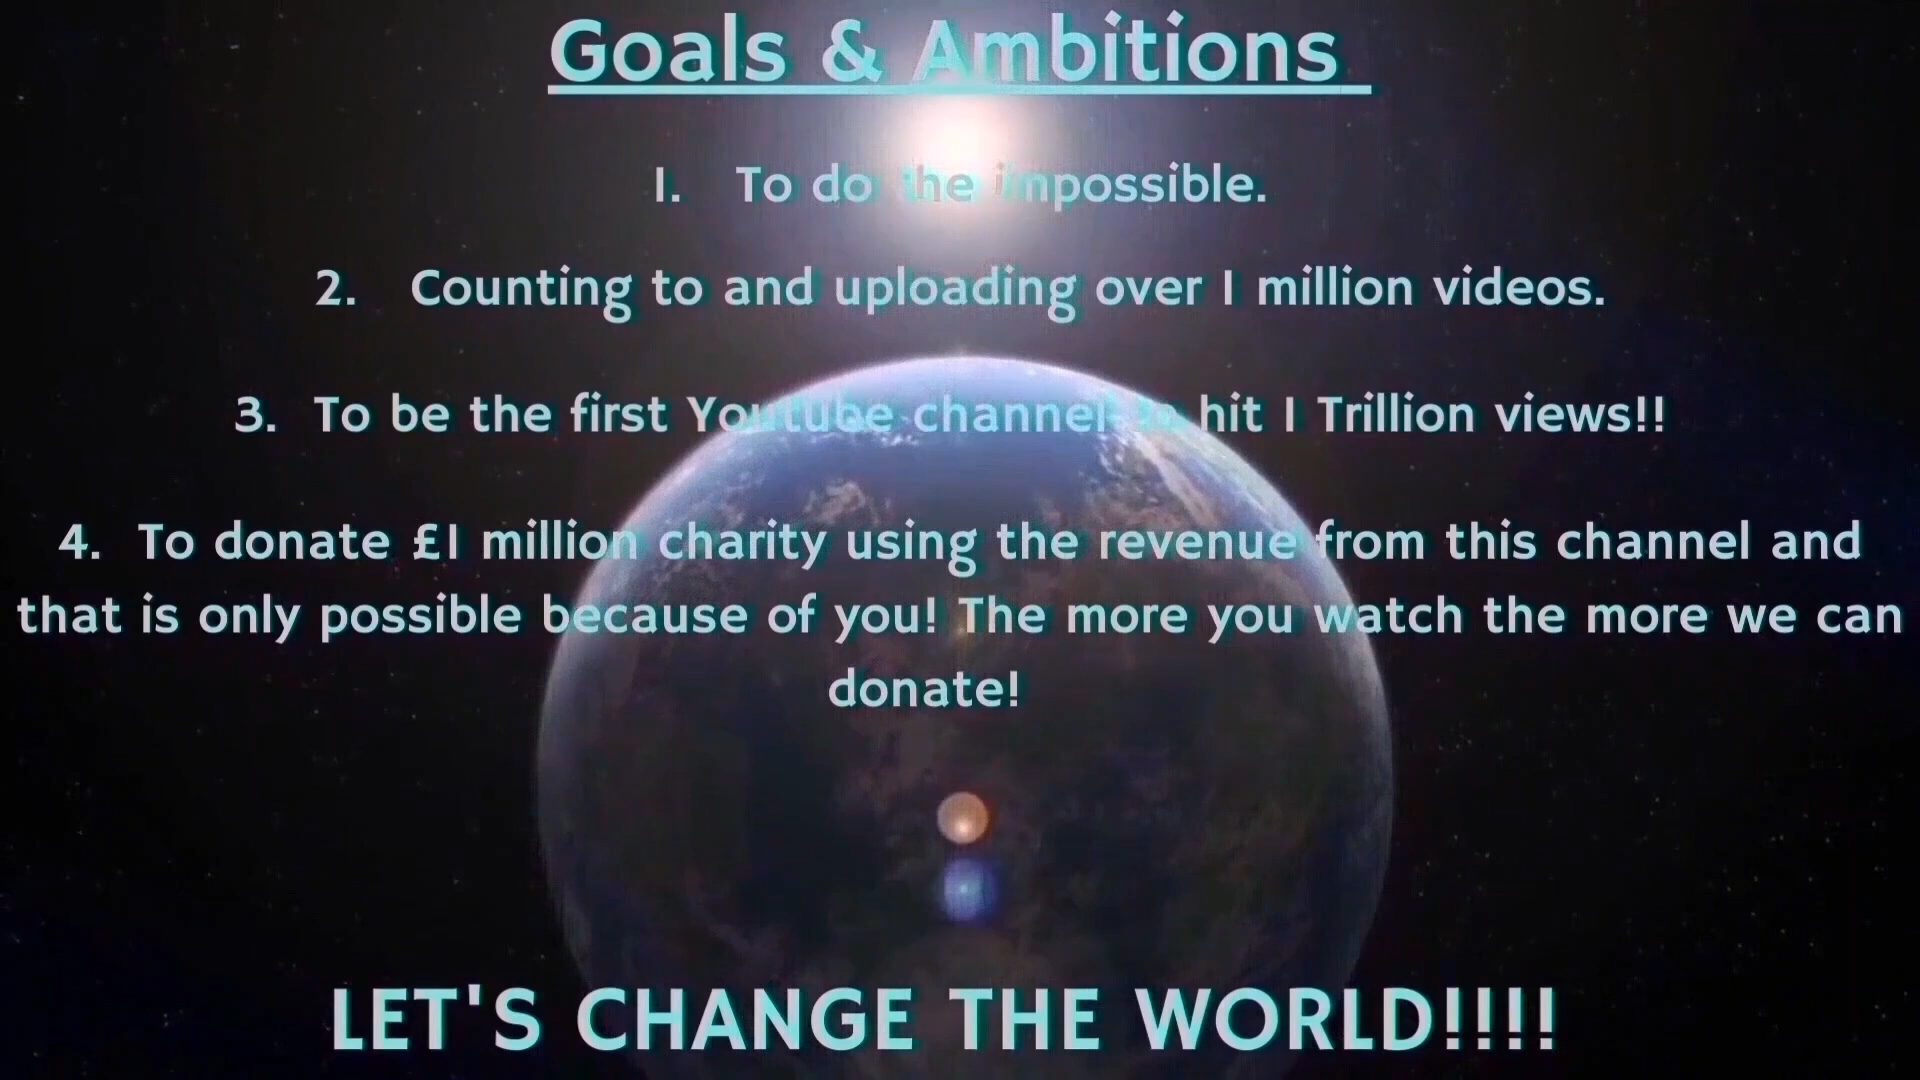 Goals & Ambitions
1. To do the impossible.
2. Counting to and uploading over 1 million videos.
3. To be the first Youtube channel to hit 1 Trillion views!!
4. To donate £1 million charity using the revenue from this channel and
that is only possible because of you! The more you watch the more we can
donate!
LET'S CHANGE THE WORLD!!!!